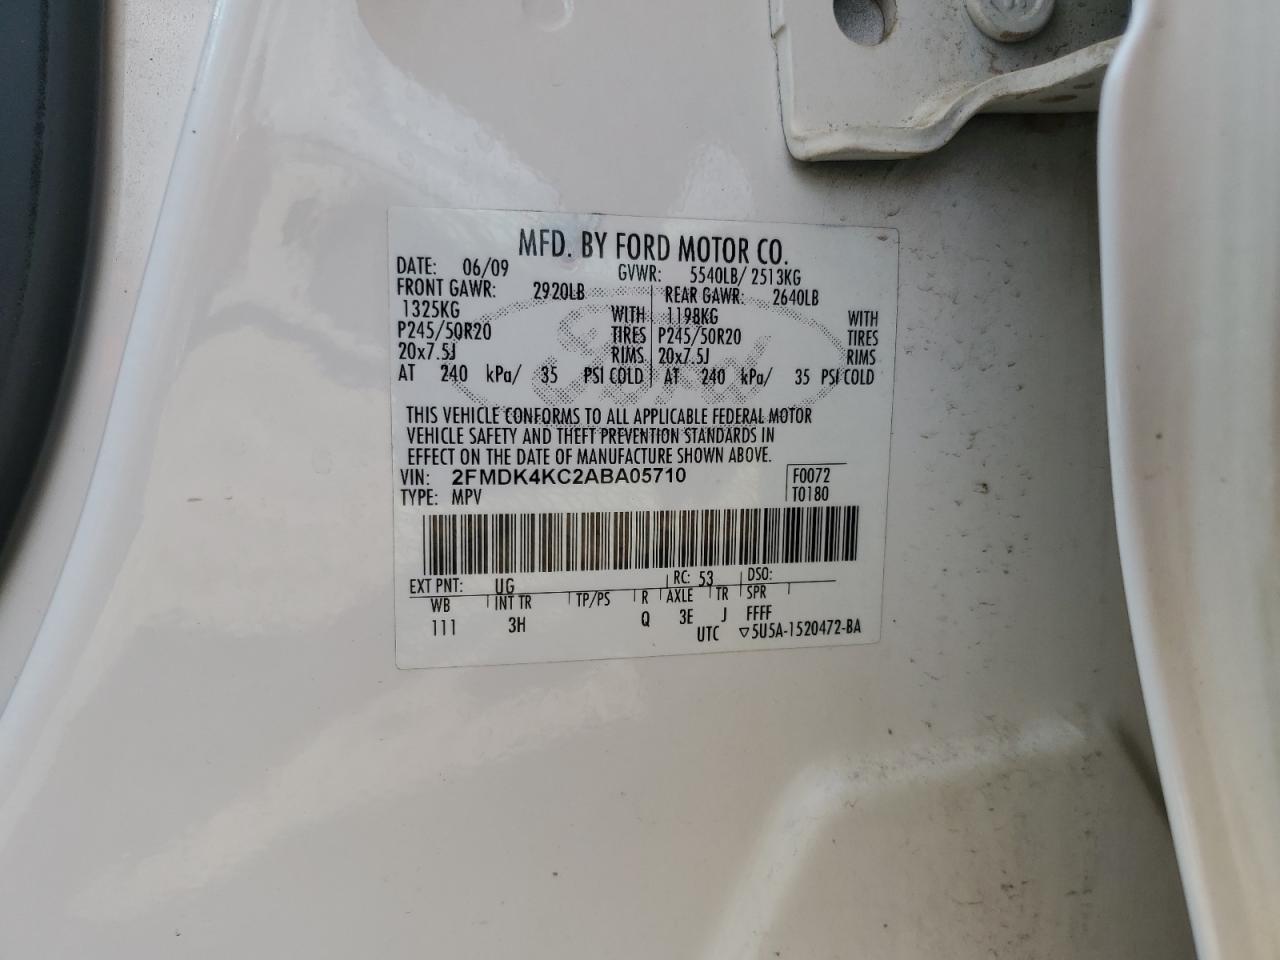 MFD. BY FORD MOTOR CO.
DATE: 06/09 GVWR: 5540LB/ 2513KG
FRONT GAWR: 2920LB REAR GAWR: 2640LB
1325KG WITH 1198KG WITH
P245/50R20 TIRES P245/50R20 TIRES
20x7.5J RIMS 20x7.5J RIMS
AT 240 kPa/ 35 PSI COLD AT 240 kPa/ 35 PSI COLD
THIS VEHICLE CONFORMS TO ALL APPLICABLE FEDERAL MOTOR
VEHICLE SAFETY AND THEFT PREVENTION STANDARDS IN
EFFECT ON THE DATE OF MANUFACTURE SHOWN ABOVE.
VIN: 2FMDK4KC2ABA05710 F0072
TYPE: MPV T0180
EXT PNT: UG RC: 53 DSO:
WB INT TR TP/PS R AXLE TR SPR
111 3H Q 3E J FFFF
UTC ▽5U5A-1520472-BA